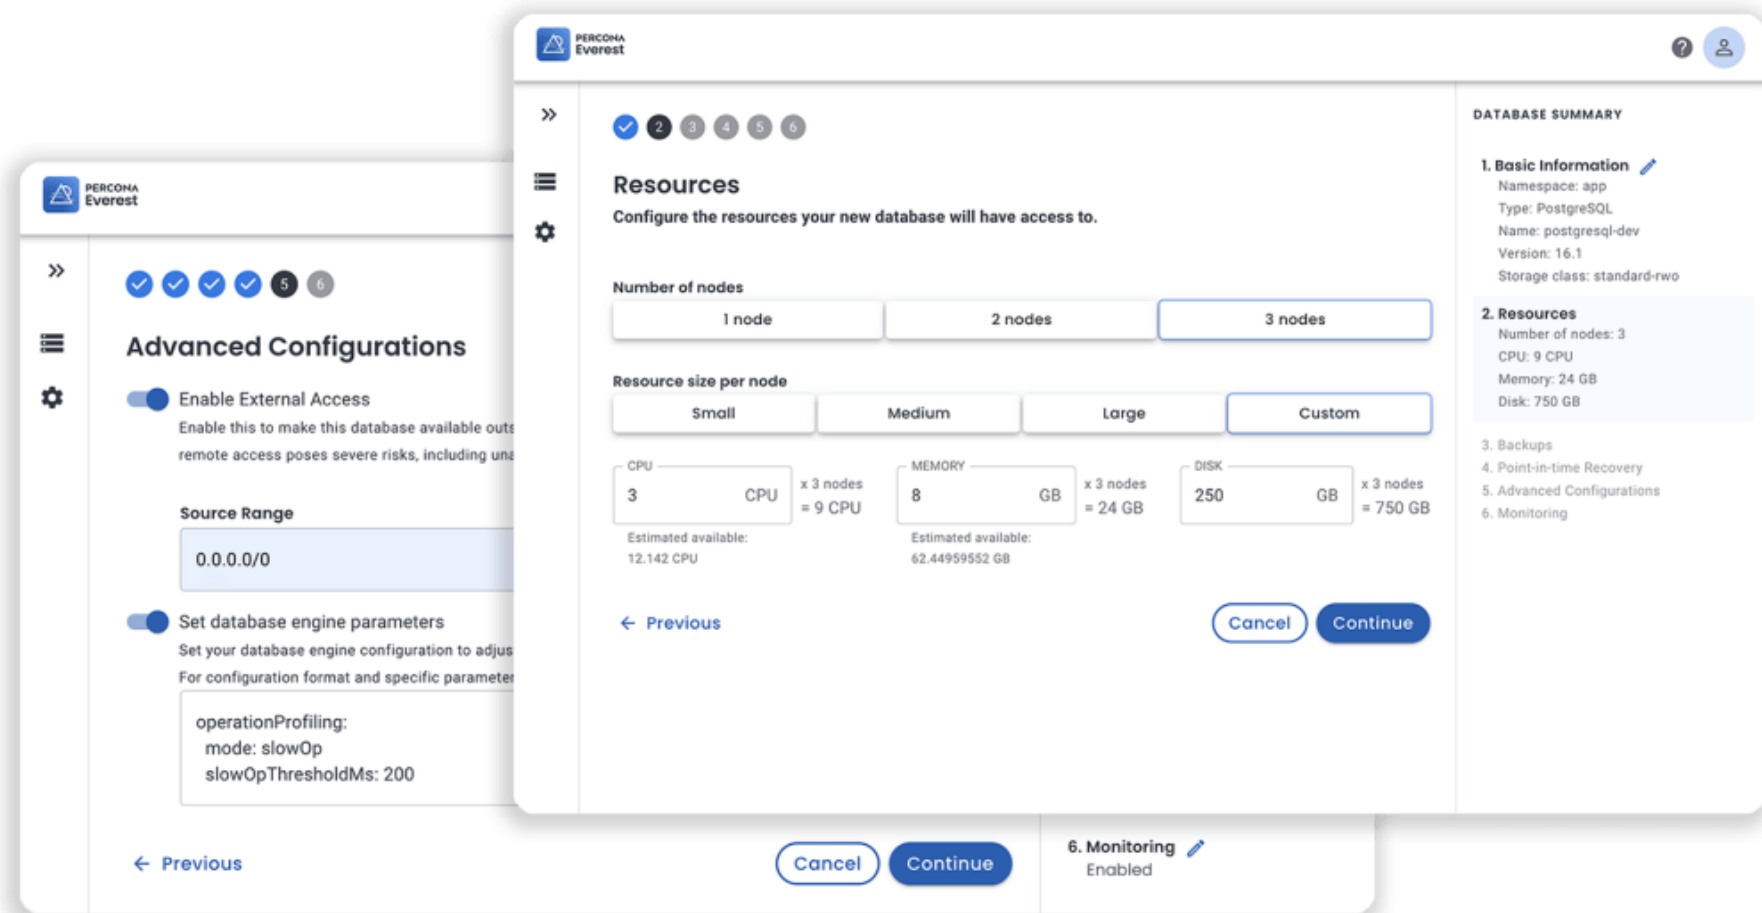 PERCONA
Everest
2 3 4 5 6
Resources
Configure the resources your new database will have access to.
Number of nodes
1 node 2 nodes 3 nodes
Resource size per node
Small Medium Large Custom
CPU
3 CPU
x 3 nodes
= 9 CPU
Estimated available:
12.142 CPU
MEMORY
8 GB
x 3 nodes
= 24 GB
Estimated available:
62.44959552 GB
DISK
250 GB
x 3 nodes
= 750 GB
Previous
Cancel Continue
DATABASE SUMMARY
1. Basic Information
Namespace: app
Type: PostgreSQL
Name: postgresql-dev
Version: 16.1
Storage class: standard-rwo
2. Resources
Number of nodes: 3
CPU: 9 CPU
Memory: 24 GB
Disk: 750 GB
3. Backups
4. Point-in-time Recovery
5. Advanced Configurations
6. Monitoring
PERCONA
Everest
5 6
Advanced Configurations
Enable External Access
Enable this to make this database available outs
remote access poses severe risks, including una
Source Range
0.0.0.0/0
Set database engine parameters
Set your database engine configuration to adjus
For configuration format and specific parameter
operationProfiling:
mode: slowOp
slowOpThresholdMs: 200
Previous
Cancel Continue
6. Monitoring
Enabled